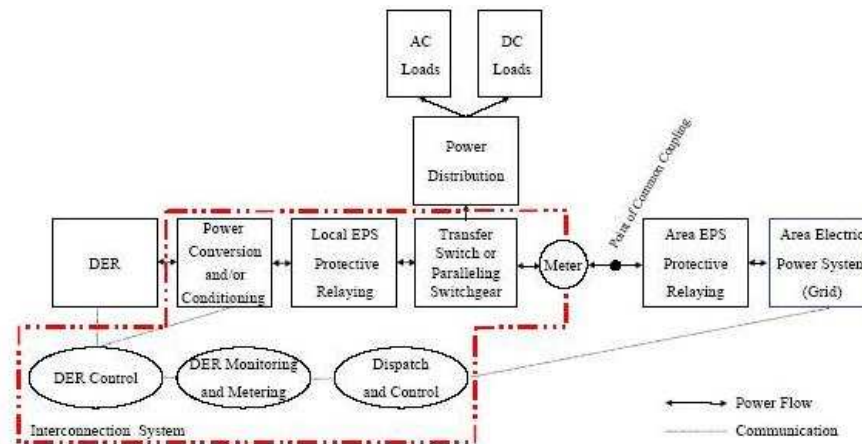 AC
Loads
DC
Loads
Power
Distribution
Point of Common Coupling
DER
Power
Conversion
and/or
Conditioning
Local EPS
Protective
Relaying
Transfer
Switch or
Paralleling
Switchgear
Meter
Area EPS
Protective
Relaying
Area Electric
Power System
(Grid)
DER Control
DER Monitoring
and Metering
Dispatch
and Control
Interconnection System
Power Flow
Communication